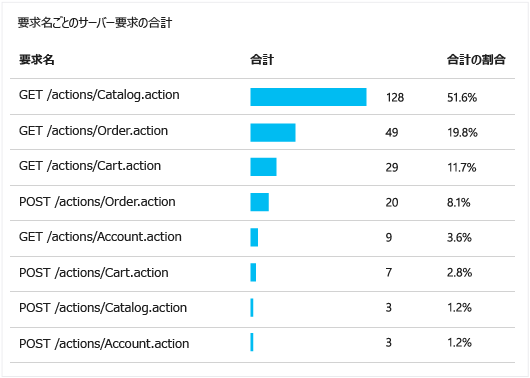 要求名ごとのサーバー要求の合計
要求名 合計 合計の割合
GET /actions/Catalog.action 128 51.6%
GET /actions/Order.action 49 19.8%
GET /actions/Cart.action 29 11.7%
POST /actions/Order.action 20 8.1%
GET /actions/Account.action 9 3.6%
POST /actions/Cart.action 7 2.8%
POST /actions/Catalog.action 3 1.2%
POST /actions/Account.action 3 1.2%